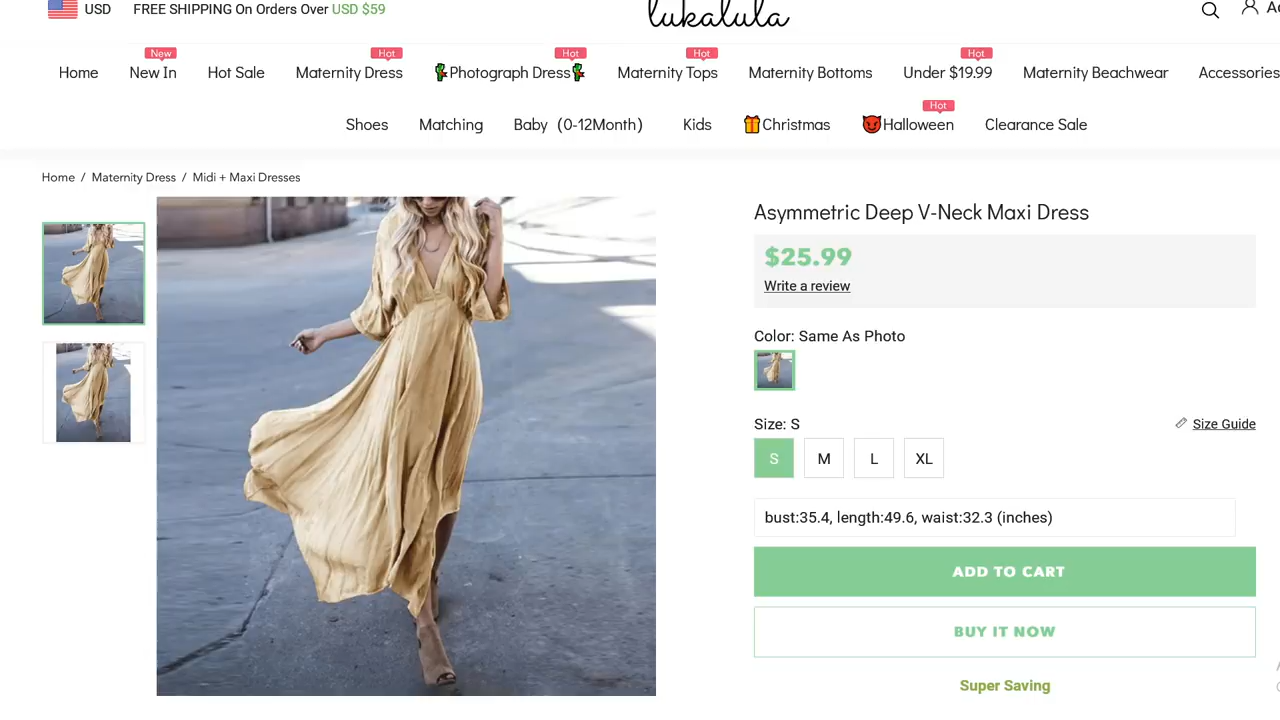 USD FREE SHIPPING On Orders Over USD $59
lukalula
New Hot Hot Hot Hot
Home New In Hot Sale Maternity Dress Photograph Dress Maternity Tops Maternity Bottoms Under $19.99 Maternity Beachwear Accessories
Hot
Shoes Matching Baby（0-12Month） Kids 🎁Christmas 😈Halloween Clearance Sale
Home / Maternity Dress / Midi + Maxi Dresses
Asymmetric Deep V-Neck Maxi Dress
$25.99
Write a review
Color: Same As Photo
Size: S
Size Guide
S M L XL
bust:35.4, length:49.6, waist:32.3 (inches)
ADD TO CART
BUY IT NOW
Super Saving